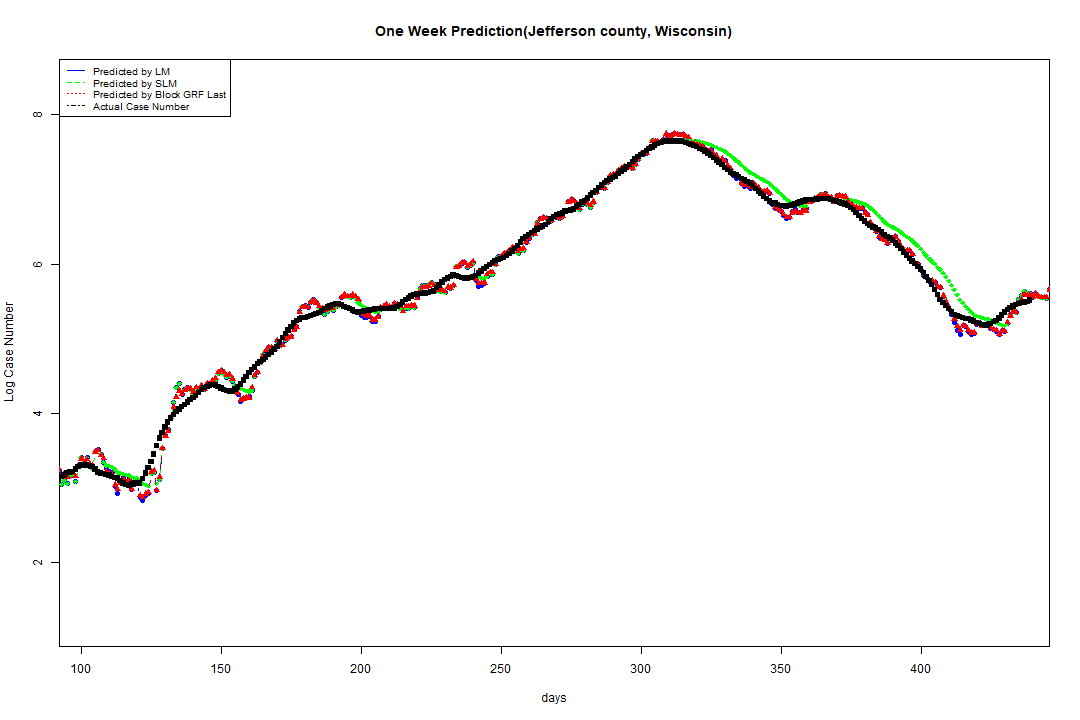 One Week Prediction(Jefferson county, Wisconsin)
Predicted by LM
Predicted by SLM
Predicted by Block GRF Last
Actual Case Number
8
6
4
2
Log Case Number
100 150 200 250 300 350 400
days